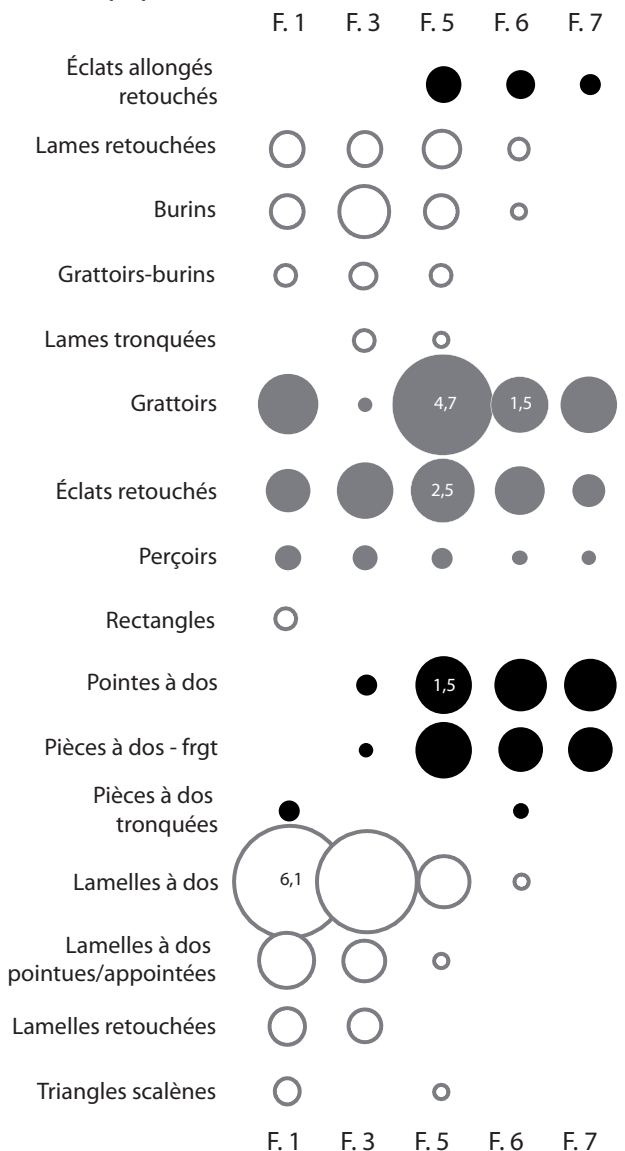 F. 1 F. 3 F. 5 F. 6 F. 7
Éclats allongés
retouchés
Lames retouchées
Burins
Grattoirs-burins
Lames tronquées
Grattoirs 4,7 1,5
Éclats retouchés 2,5
Perçoirs
Rectangles
Pointes à dos 1,5
Pièces à dos - frgt
Pièces à dos
tronquées
Lamelles à dos 6,1
Lamelles à dos
pointues/appointées
Lamelles retouchées
Triangles scalènes
F. 1 F. 3 F. 5 F. 6 F. 7